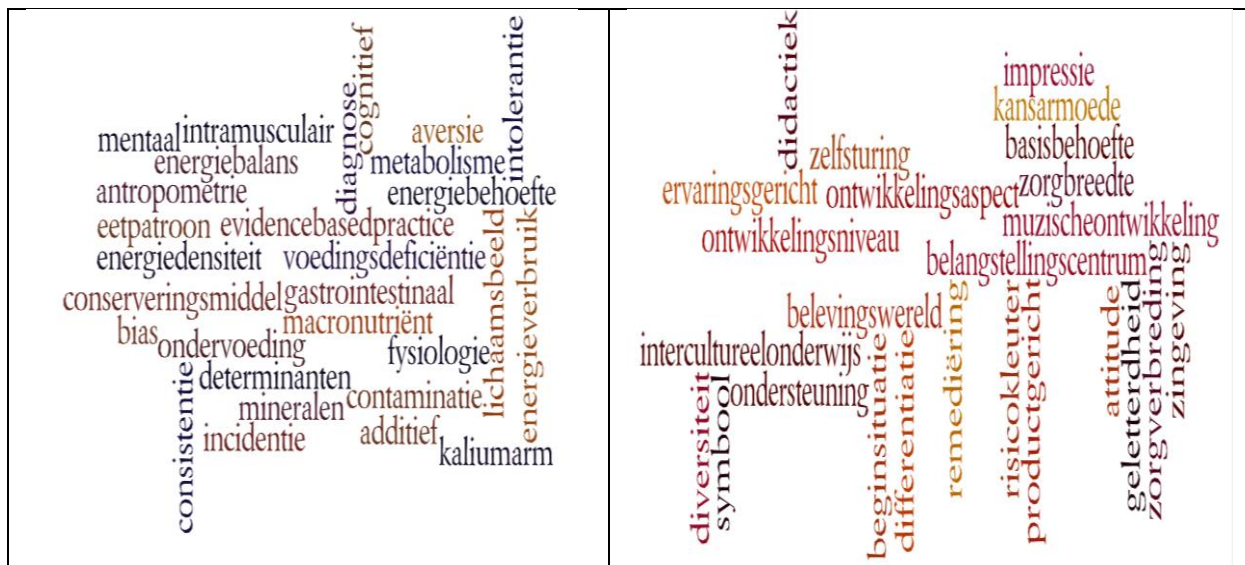 cognitief
intolerantie
diagnose
mentaal
intramusculair
aversie
energiebalans
metabolisme
antropometrie
energiebehoefte
eetpatroon
evidencebasedpractice
energiedensiteit
voedingsdeficiëntie
lichaamsbeeld
energieverbruik
conserveringsmiddel
gastrointestinaal
bias
macronutriënt
ondervoeding
fysiologie
consistentie
determinanten
mineralen
contaminatie
incidentie
additief
kaliumarm
didactiek
impressie
kansarmoede
zelfsturing
basisbehoefte
ervaringsgericht
ontwikkelingsaspect
zorgbreedte
ontwikkelingsniveau
muzischeontwikkeling
belangstellingscentrum
belevingswereld
intercultureelonderwijs
ondersteuning
diversiteit
symbool
beginsituatie
differentiatie
remediëring
risicokleuter
productgericht
attitude
geletterdheid
zorgverbreding
zingeving